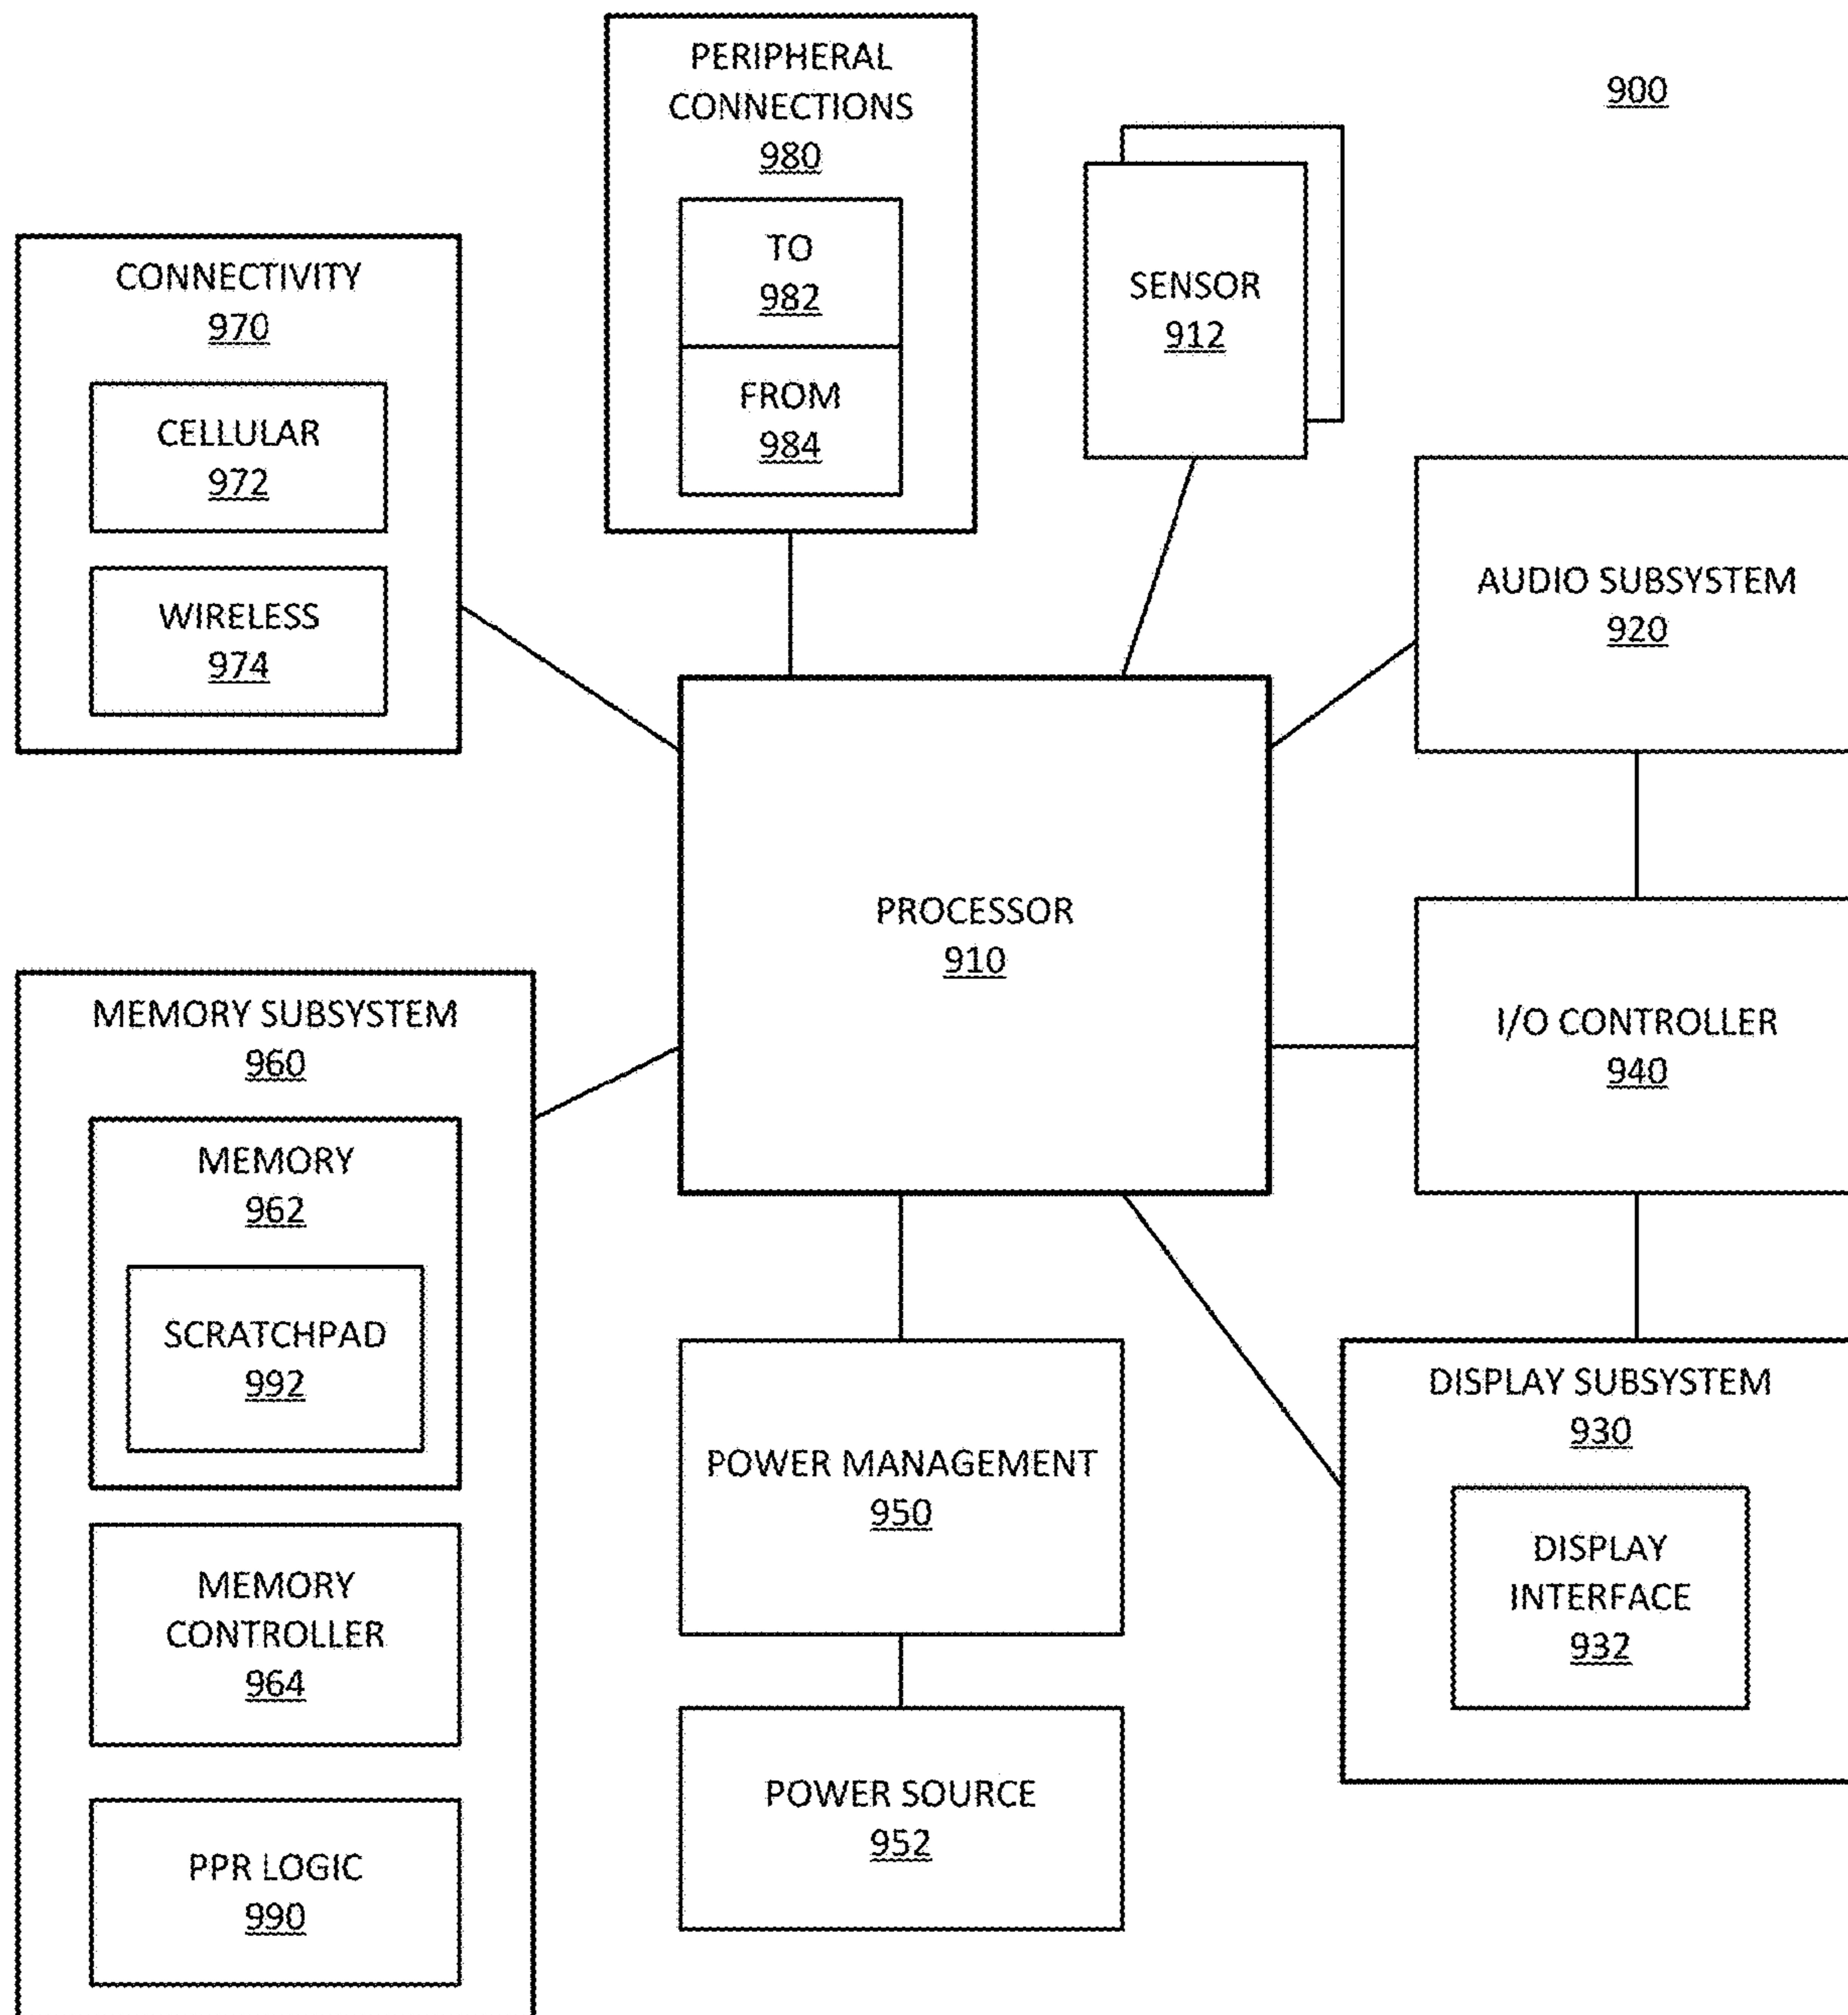 PERIPHERAL
CONNECTIONS
980
TO
982
FROM
984
900
SENSOR
912
CONNECTIVITY
970
CELLULAR
972
WIRELESS
974
AUDIO SUBSYSTEM
920
PROCESSOR
910
I/O CONTROLLER
940
MEMORY SUBSYSTEM
960
MEMORY
962
SCRATCHPAD
992
MEMORY
CONTROLLER
964
PPR LOGIC
990
POWER MANAGEMENT
950
POWER SOURCE
952
DISPLAY SUBSYSTEM
930
DISPLAY
INTERFACE
932